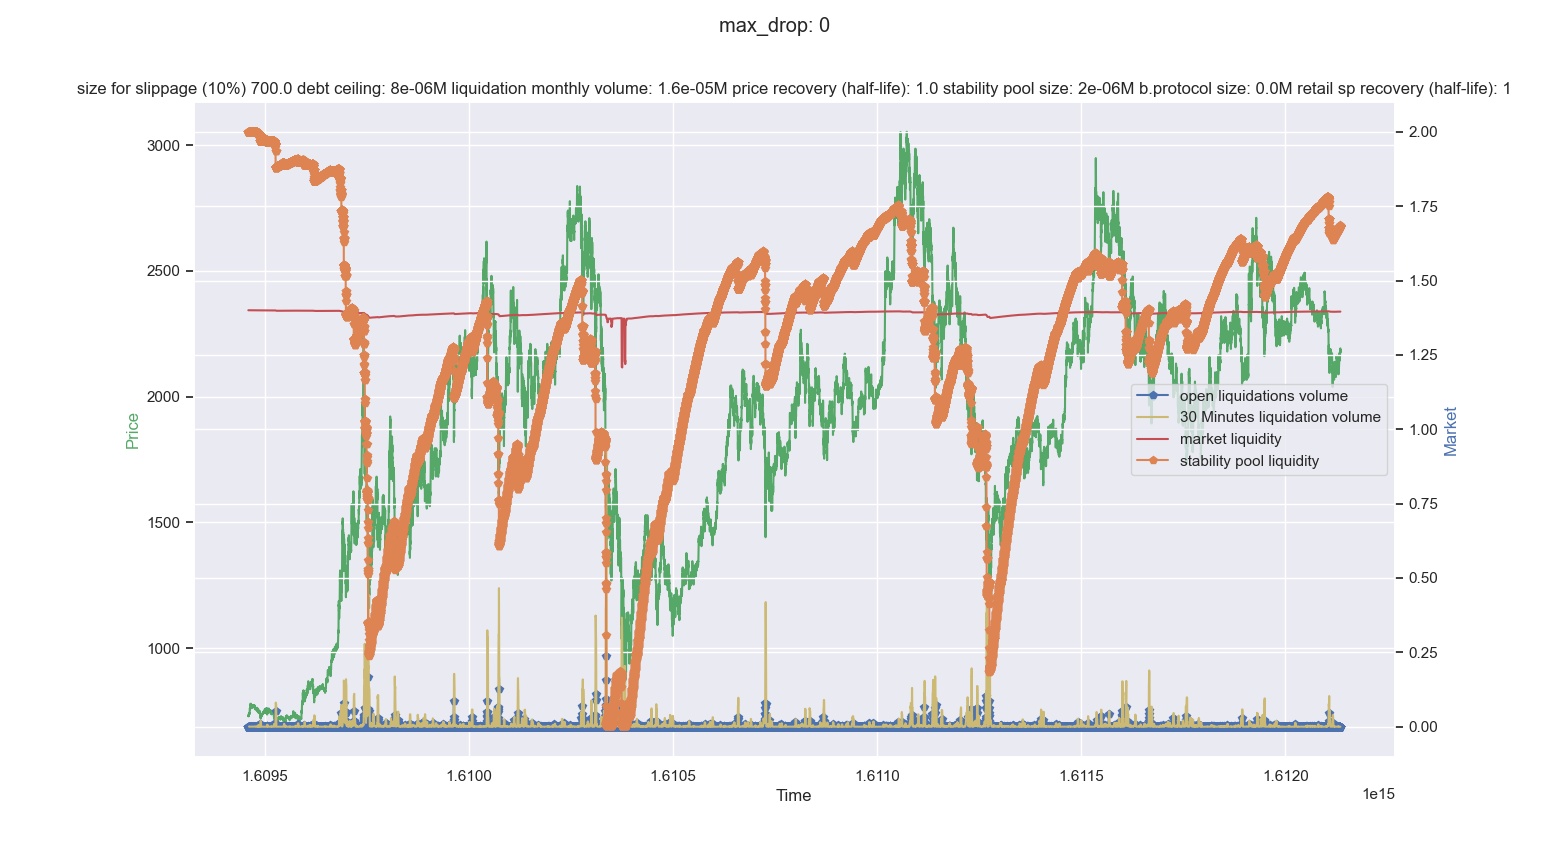 max_drop: 0
size for slippage (10%) 700.0 debt ceiling: 8e-06M liquidation monthly volume: 1.6e-05M price recovery (half-life): 1.0 stability pool size: 2e-06M b.protocol size: 0.0M retail sp recovery (half-life): 1
3000
2500
2000
1500
1000
Price
2.00
1.75
1.50
1.25
1.00
0.75
0.50
0.25
0.00
Market
open liquidations volume
30 Minutes liquidation volume
market liquidity
stability pool liquidity
1.6095
1.6100
1.6105
1.6110
1.6115
1.6120
Time
1e15